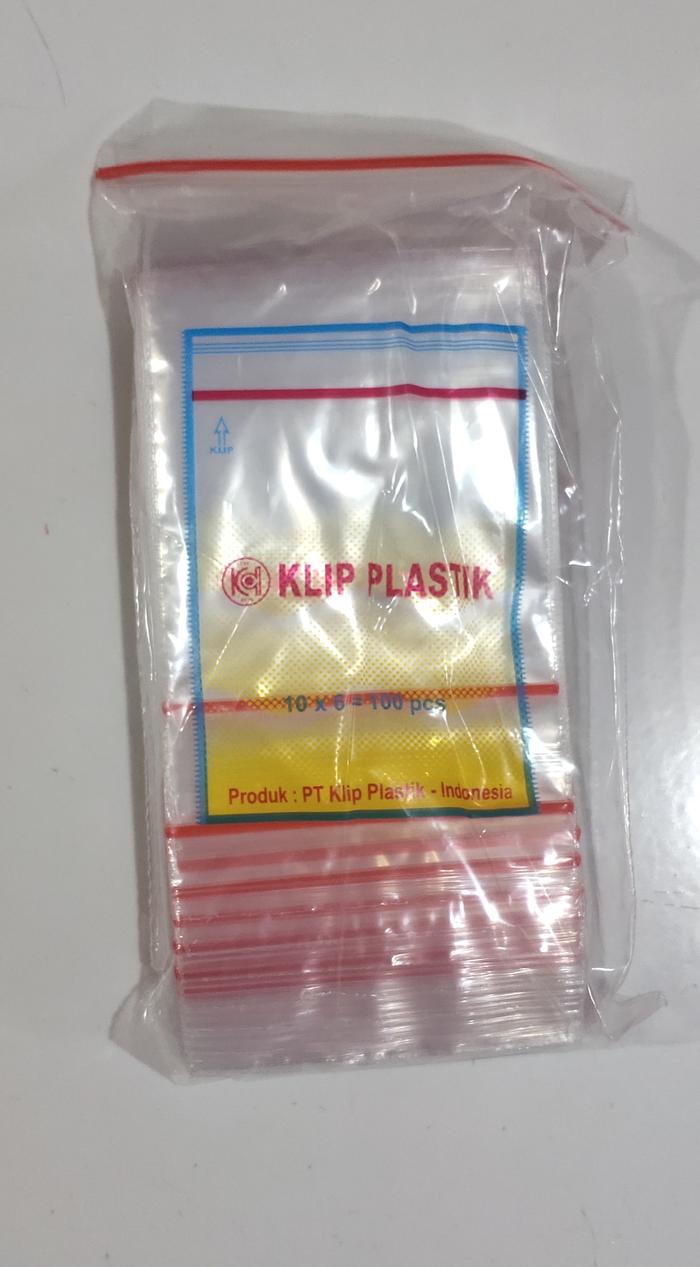 KLIP
KLIP PLASTIK
10 x 6 = 100 pcs
Produk : PT Klip Plastik - Indonesia